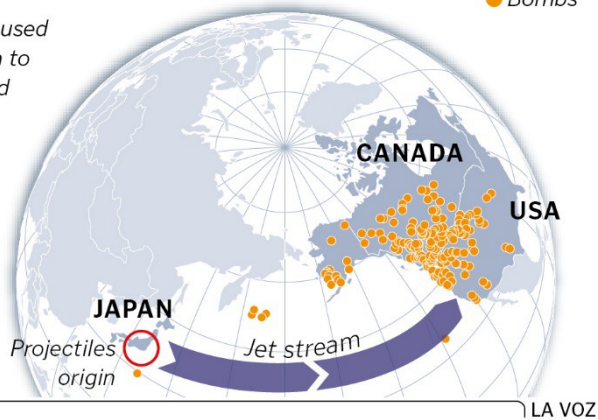 Bombs
used
to
CANADA
USA
JAPAN
Projectiles
origin
Jet stream
LA VOZ